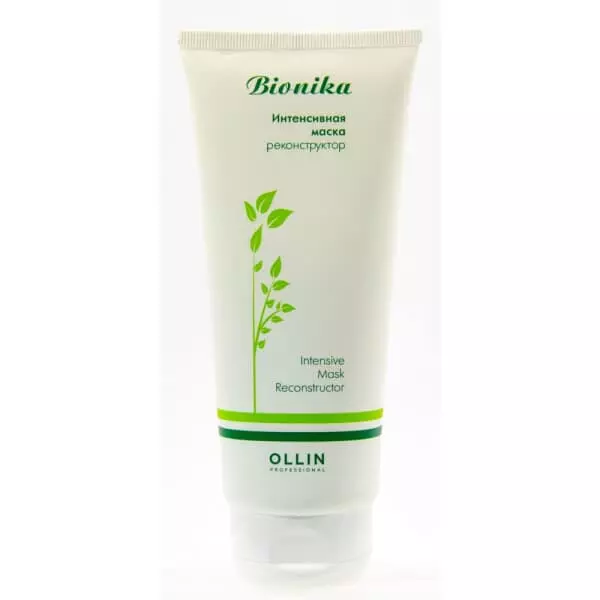 Bionika
Интенсивная
маска
реконструктор
Intensive
Mask
Reconstructor
OLLIN
PROFESSIONAL